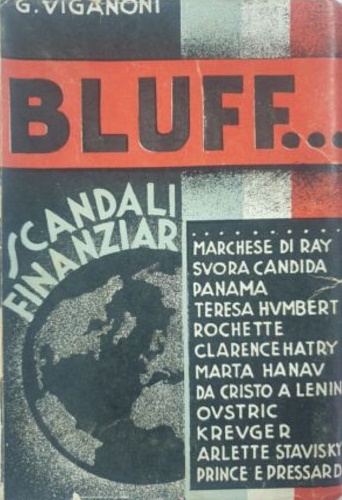 G. VIGANONI
BLUFF...
SCANDALI
FINANZIARI
MARCHESE DI RAY
SVORA CANDIDA
PANAMA
TERESA HVMBERT
ROCHETTE
CLARENCE HATRY
MARTA HANAV
DA CRISTO A LENIN
OVSTRIC
KREVGER
ARLETTE STAVISKY
PRINCE E PRESSARD